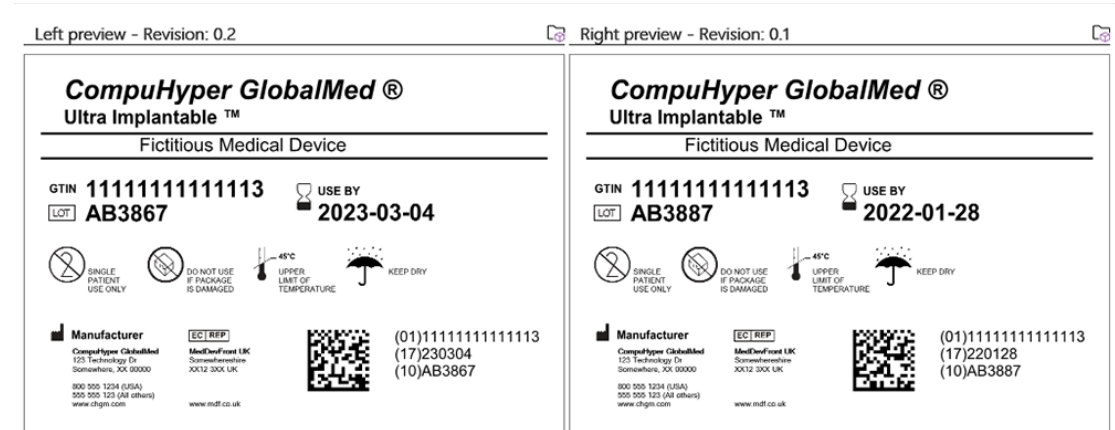 Left preview - Revision: 0.2
CompuHyper GlobalMed ®
Ultra Implantable ™
Fictitious Medical Device
GTIN 11111111111113
LOT AB3867
USE BY
2023-03-04
SINGLE
PATIENT
USE ONLY
DO NOT USE
IF PACKAGE
IS DAMAGED
45°C
UPPER
LIMIT OF
TEMPERATURE
KEEP DRY
Manufacturer
CompuHyper GlobalMed
123 Technology Dr
Somewhere, XX 00000
800 555 1234 (USA)
555 555 123 (All others)
www.chgm.com
EC REP
MedDevFront UK
Somewhereshire
XX12 3XX UK
www.mdf.co.uk
(01)11111111111113
(17)230304
(10)AB3867
Right preview - Revision: 0.1
CompuHyper GlobalMed ®
Ultra Implantable ™
Fictitious Medical Device
GTIN 11111111111113
LOT AB3887
USE BY
2022-01-28
SINGLE
PATIENT
USE ONLY
DO NOT USE
IF PACKAGE
IS DAMAGED
45°C
UPPER
LIMIT OF
TEMPERATURE
KEEP DRY
Manufacturer
CompuHyper GlobalMed
123 Technology Dr
Somewhere, XX 00000
800 555 1234 (USA)
555 555 123 (All others)
www.chgm.com
EC REP
MedDevFront UK
Somewhereshire
XX12 3XX UK
www.mdf.co.uk
(01)11111111111113
(17)220128
(10)AB3887